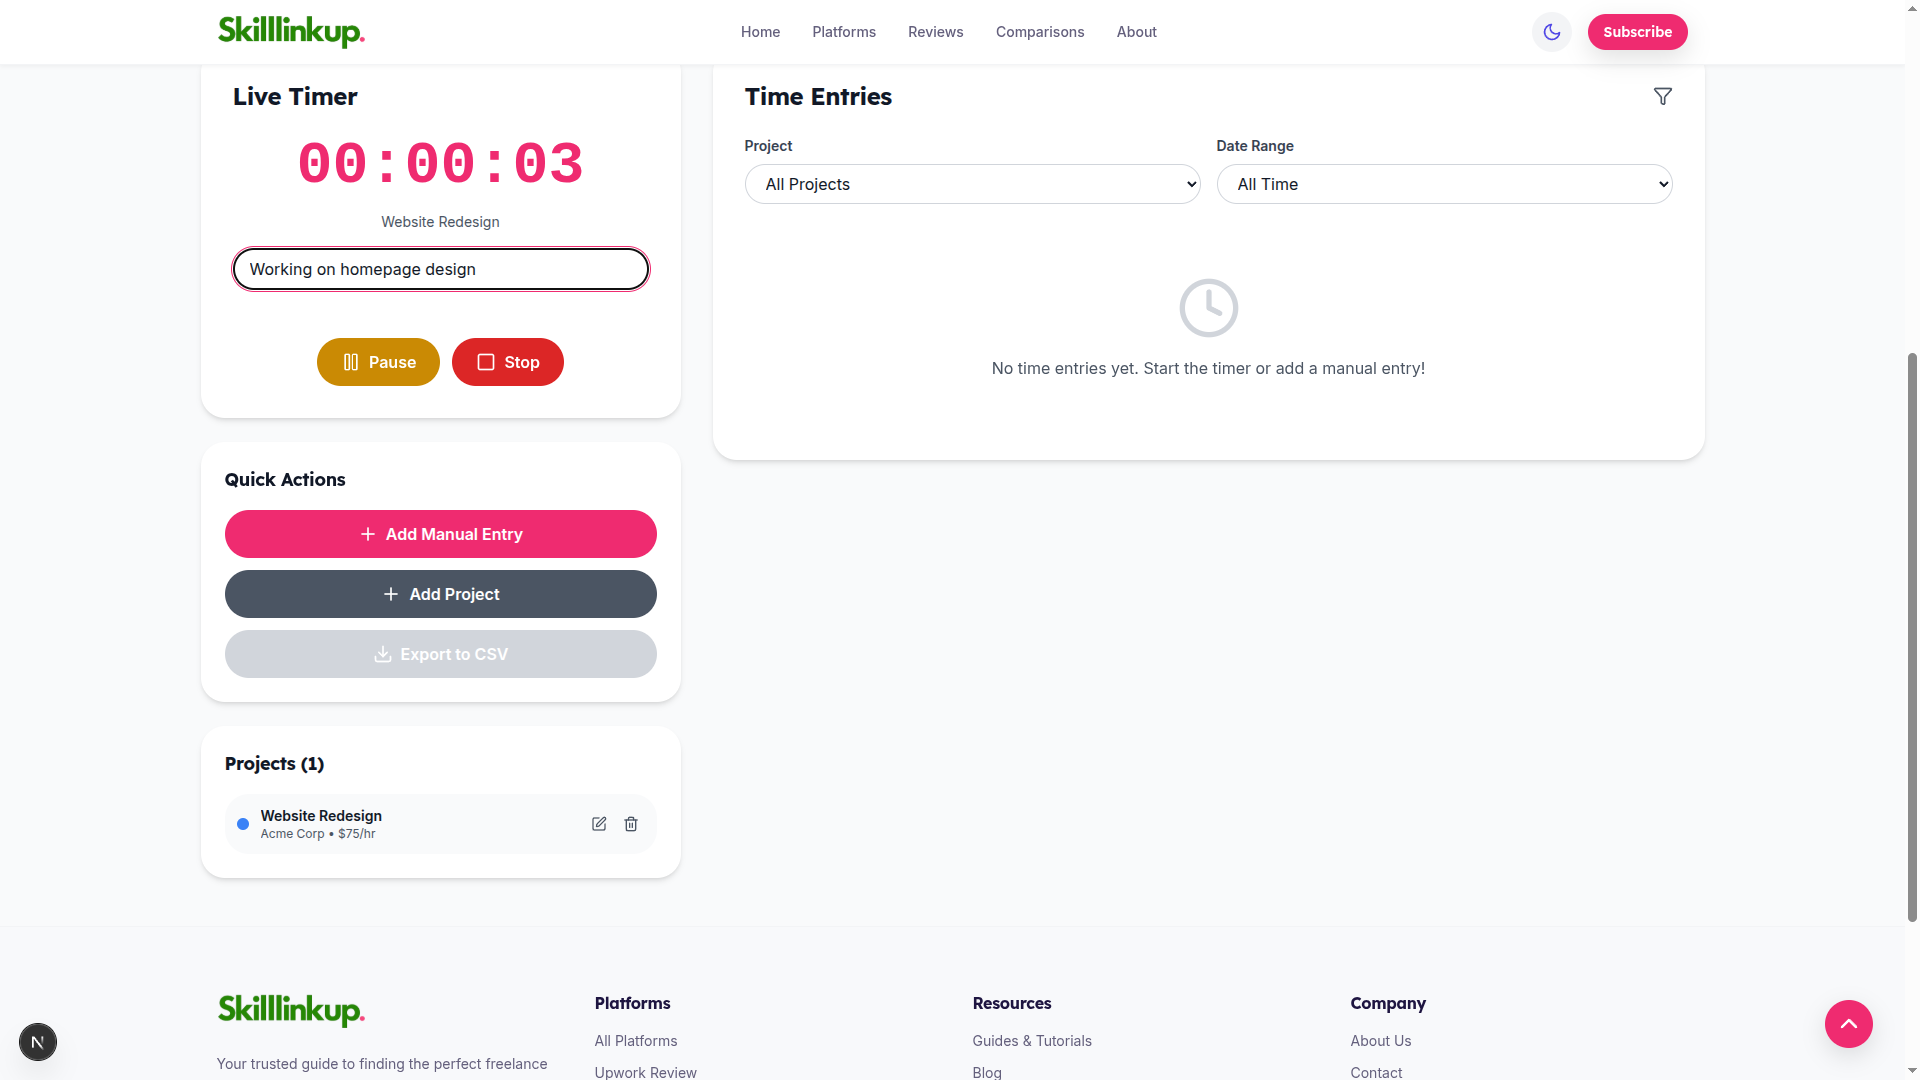 Skilllinkup.
Home
Platforms
Reviews
Comparisons
About
Subscribe
Live Timer
00:00:03
Website Redesign
Working on homepage design
Pause
Stop
Time Entries
Project
Date Range
All Projects
All Time
No time entries yet. Start the timer or add a manual entry!
Quick Actions
Add Manual Entry
Add Project
Export to CSV
Projects (1)
Website Redesign
Acme Corp • $75/hr
Skilllinkup.
Your trusted guide to finding the perfect freelance
Platforms
All Platforms
Upwork Review
Resources
Guides & Tutorials
Blog
Company
About Us
Contact
N